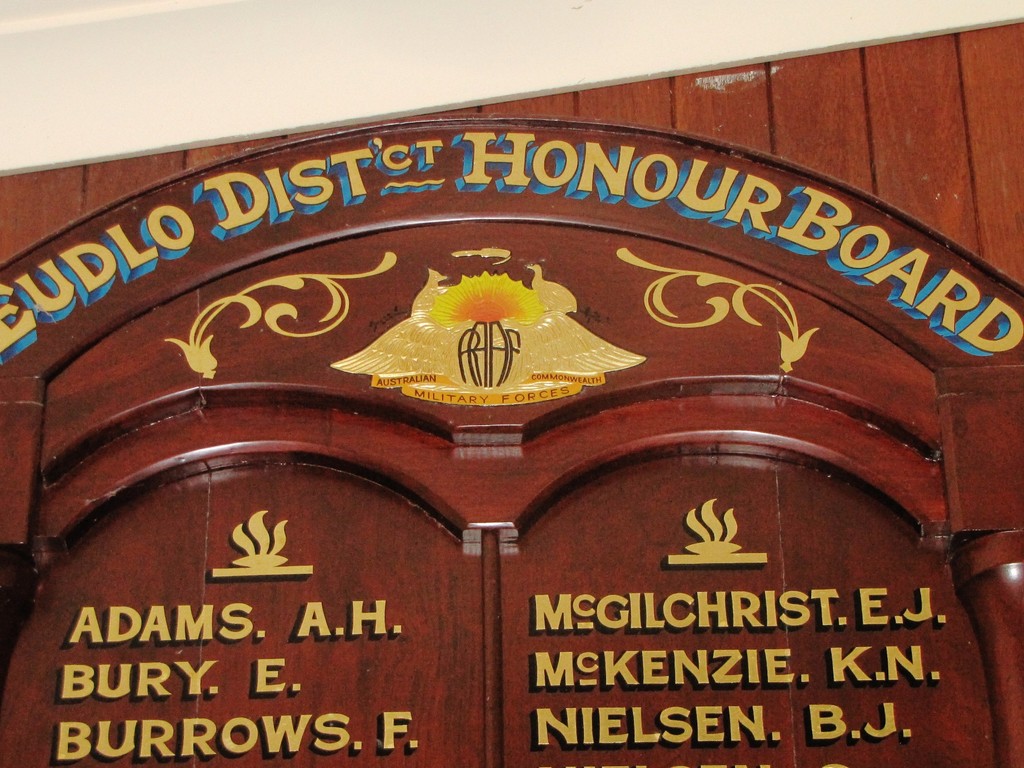 EUDLO DIST'CT HONOUR BOARD
AUSTRALIAN COMMONWEALTH
MILITARY FORCES
ADAMS. A.H.
BURY. E.
BURROWS. F.
McGILCHRIST. E.J.
McKENZIE. K.N.
NIELSEN. B.J.